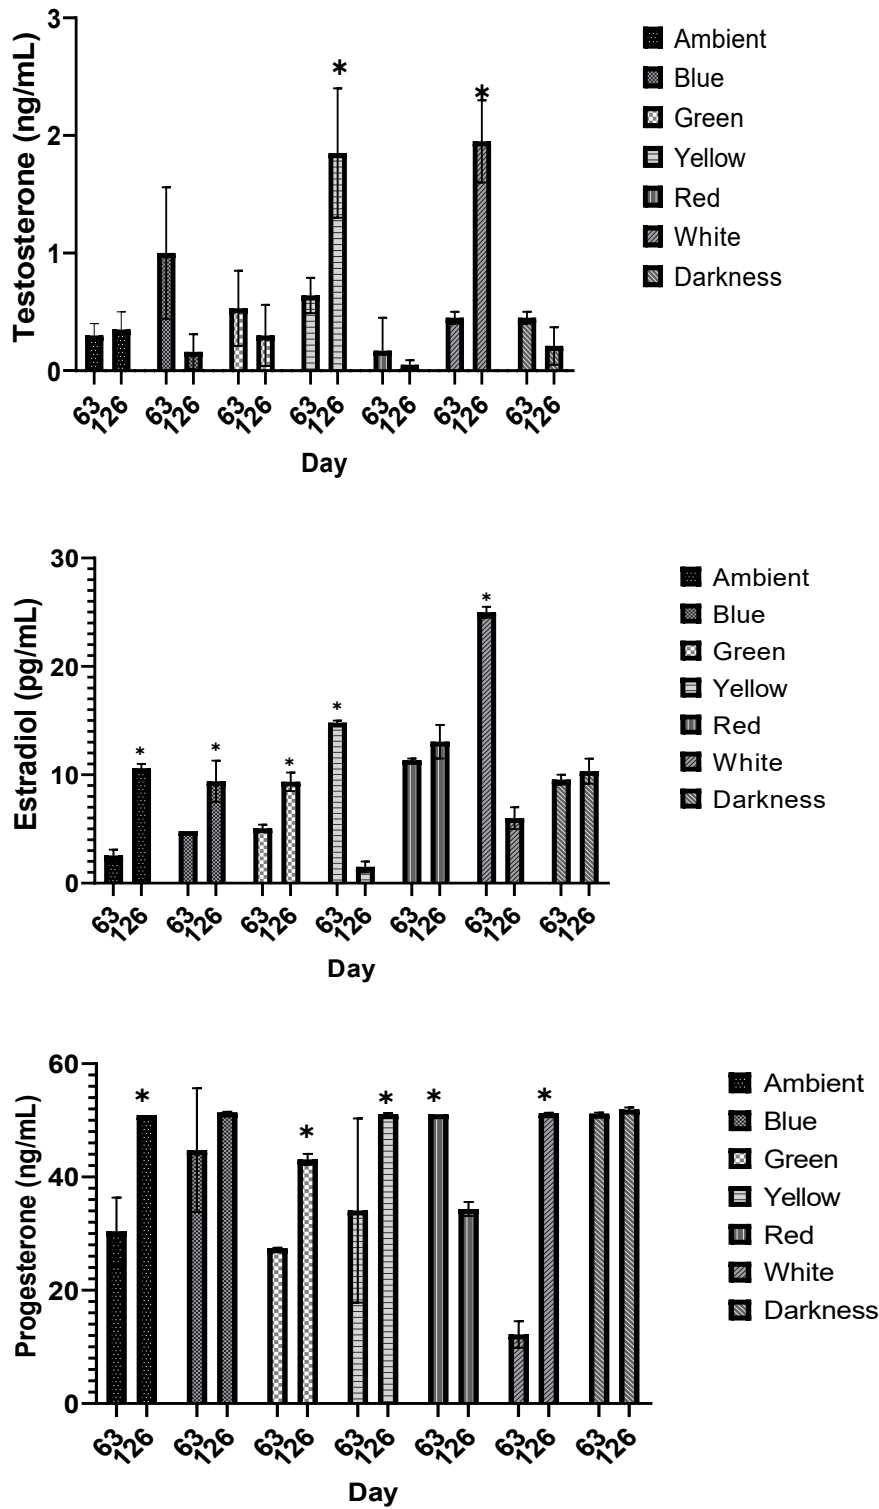 Testosterone (ng/mL)
3
2
1
0
*
*
63 126 63 126 63 126 63 126 63 126 63 126 63 126
Day
Ambient
Blue
Green
Yellow
Red
White
Darkness
Estradiol (pg/mL)
30
20
10
0
* * * * *
63 126 63 126 63 126 63 126 63 126 63 126 63 126
Day
Ambient
Blue
Green
Yellow
Red
White
Darkness
Progesterone (ng/mL)
60
40
20
0
* * * * *
63 126 63 126 63 126 63 126 63 126 63 126 63 126
Day
Ambient
Blue
Green
Yellow
Red
White
Darkness